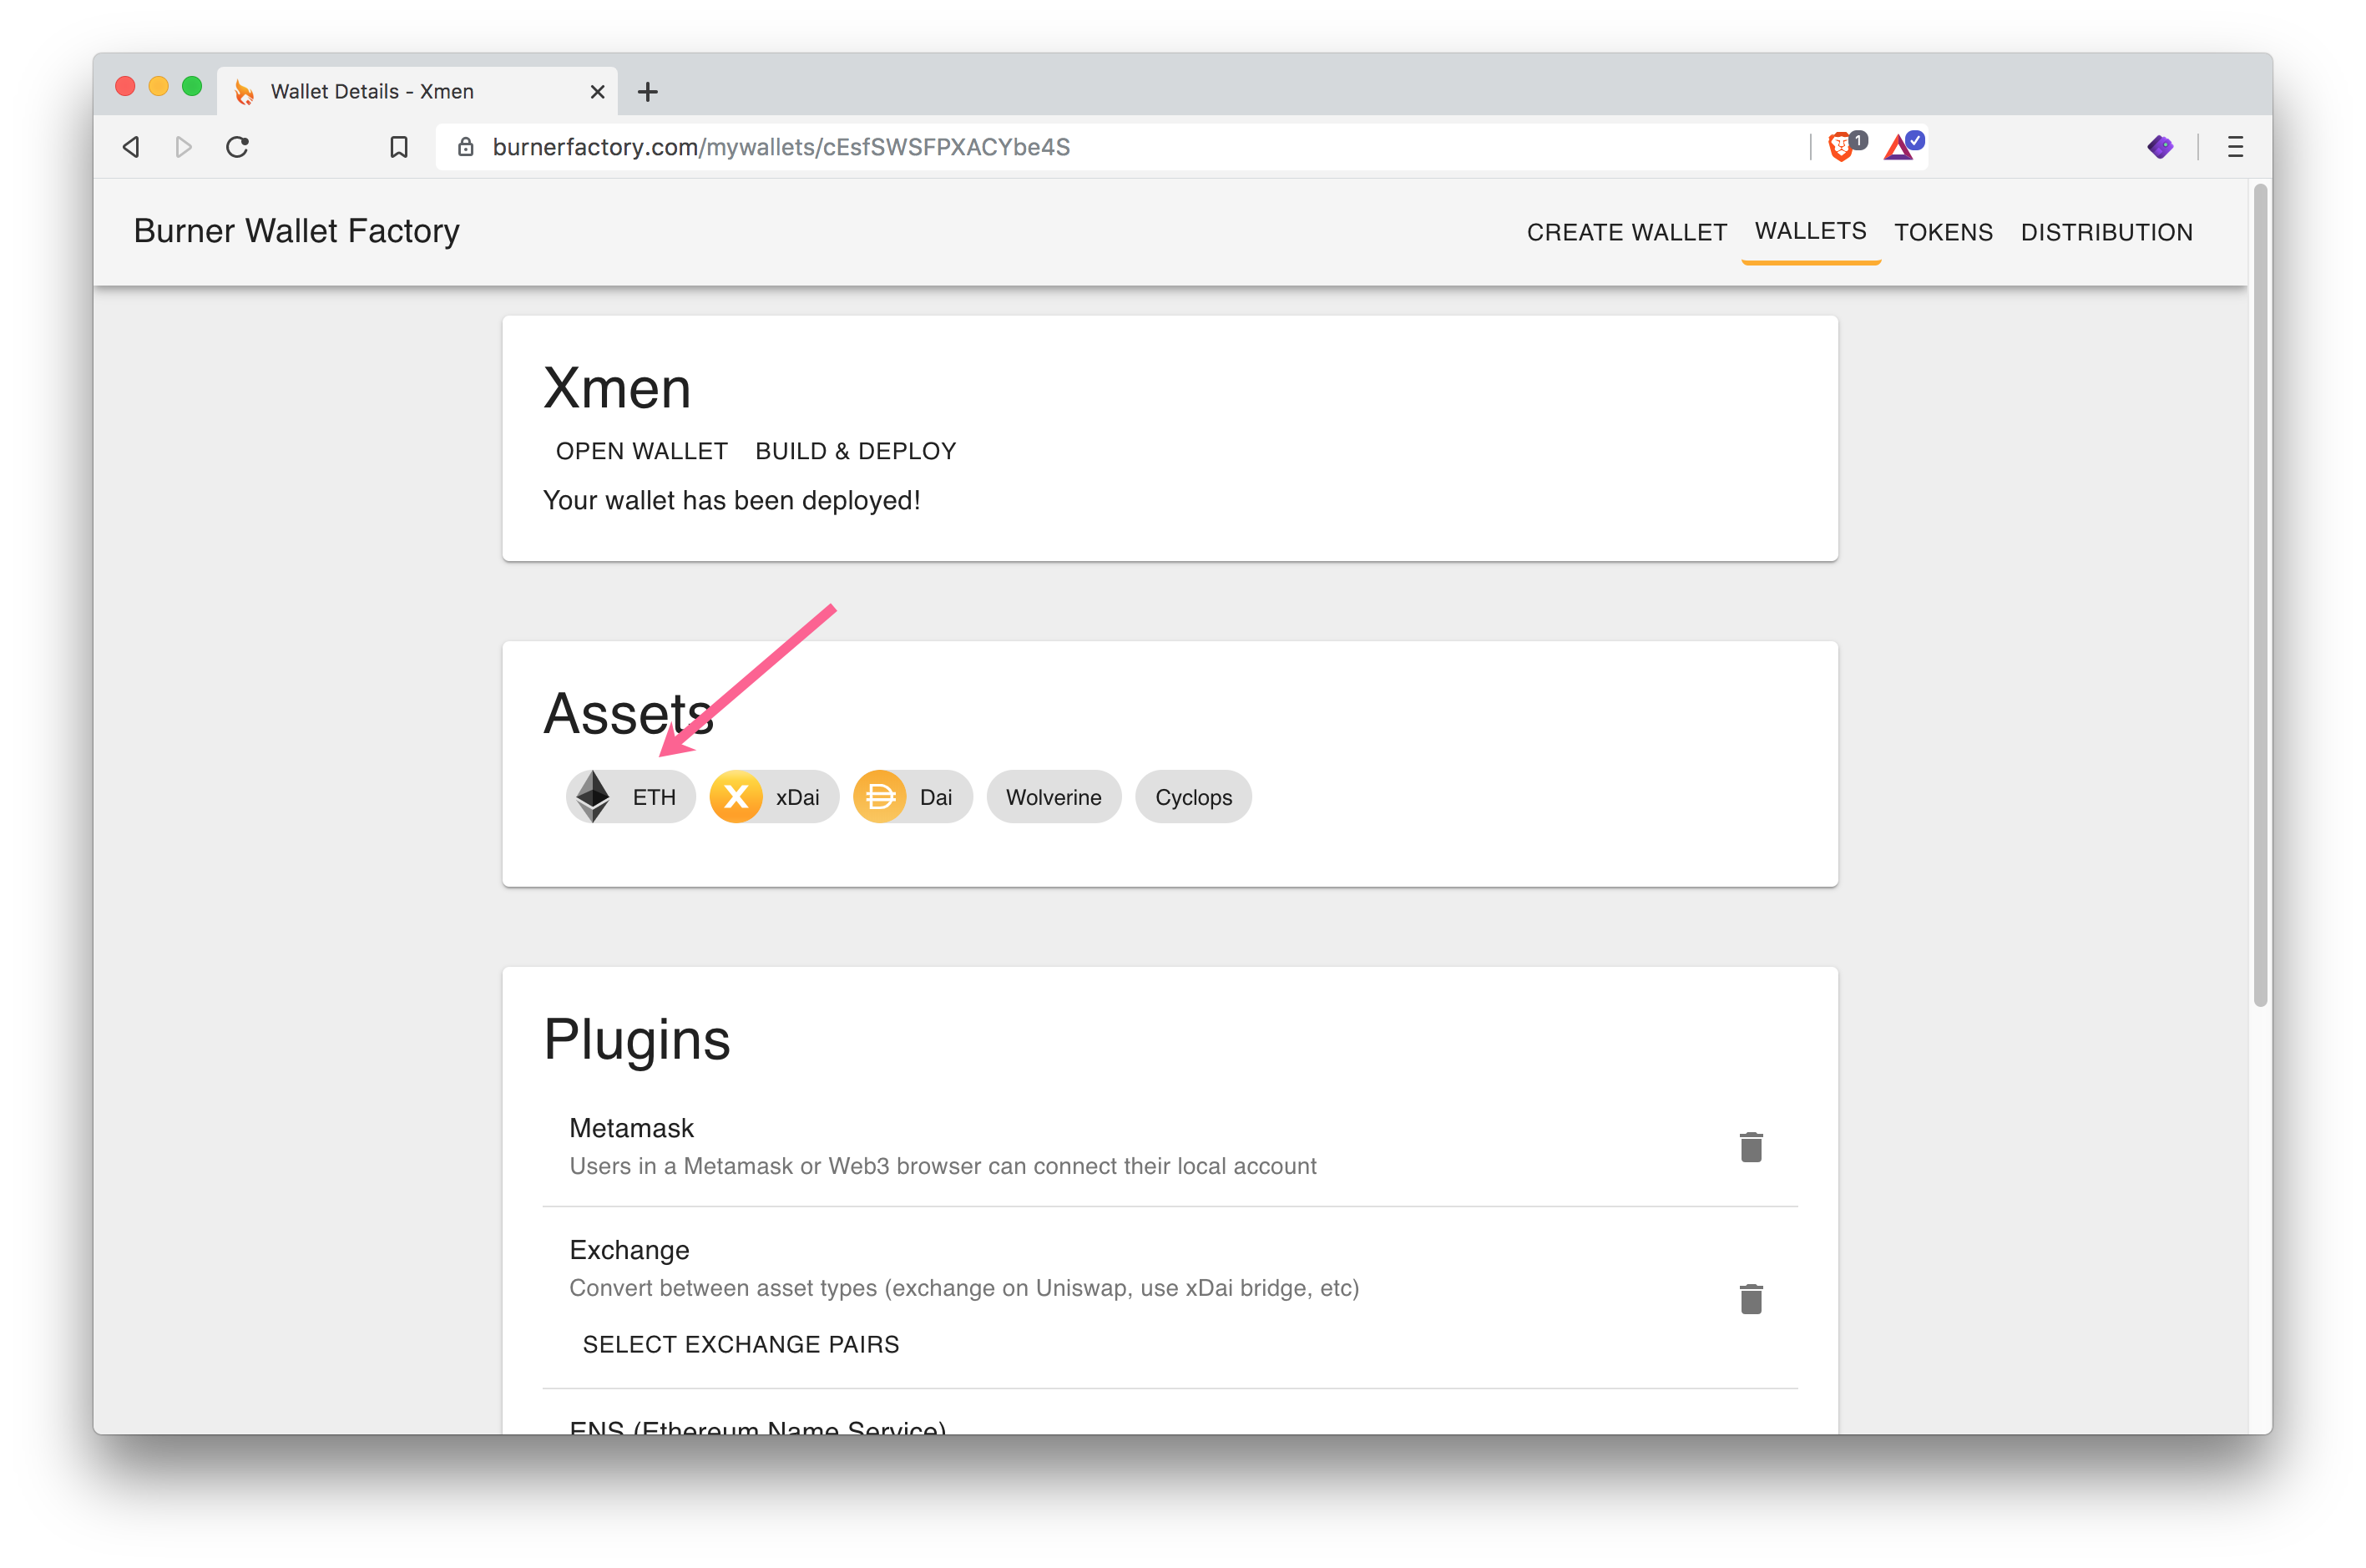 Wallet Details - Xmen
burnerfactory.com/mywallets/cEsfSWSFPXACYbe4S
1
Burner Wallet Factory
CREATE WALLET WALLETS TOKENS DISTRIBUTION
Xmen
OPEN WALLET BUILD & DEPLOY
Your wallet has been deployed!
Assets
ETH xDai Dai Wolverine Cyclops
Plugins
Metamask
Users in a Metamask or Web3 browser can connect their local account
Exchange
Convert between asset types (exchange on Uniswap, use xDai bridge, etc)
SELECT EXCHANGE PAIRS
ENS (Ethereum Name Service)